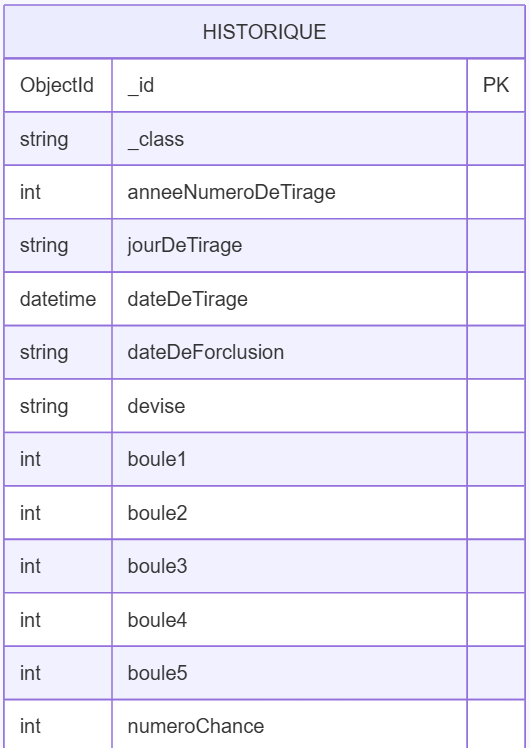 HISTORIQUE
ObjectId _id PK
string _class
int anneeNumeroDeTirage
string jourDeTirage
datetime dateDeTirage
string dateDeForclusion
string devise
int boule1
int boule2
int boule3
int boule4
int boule5
int numeroChance